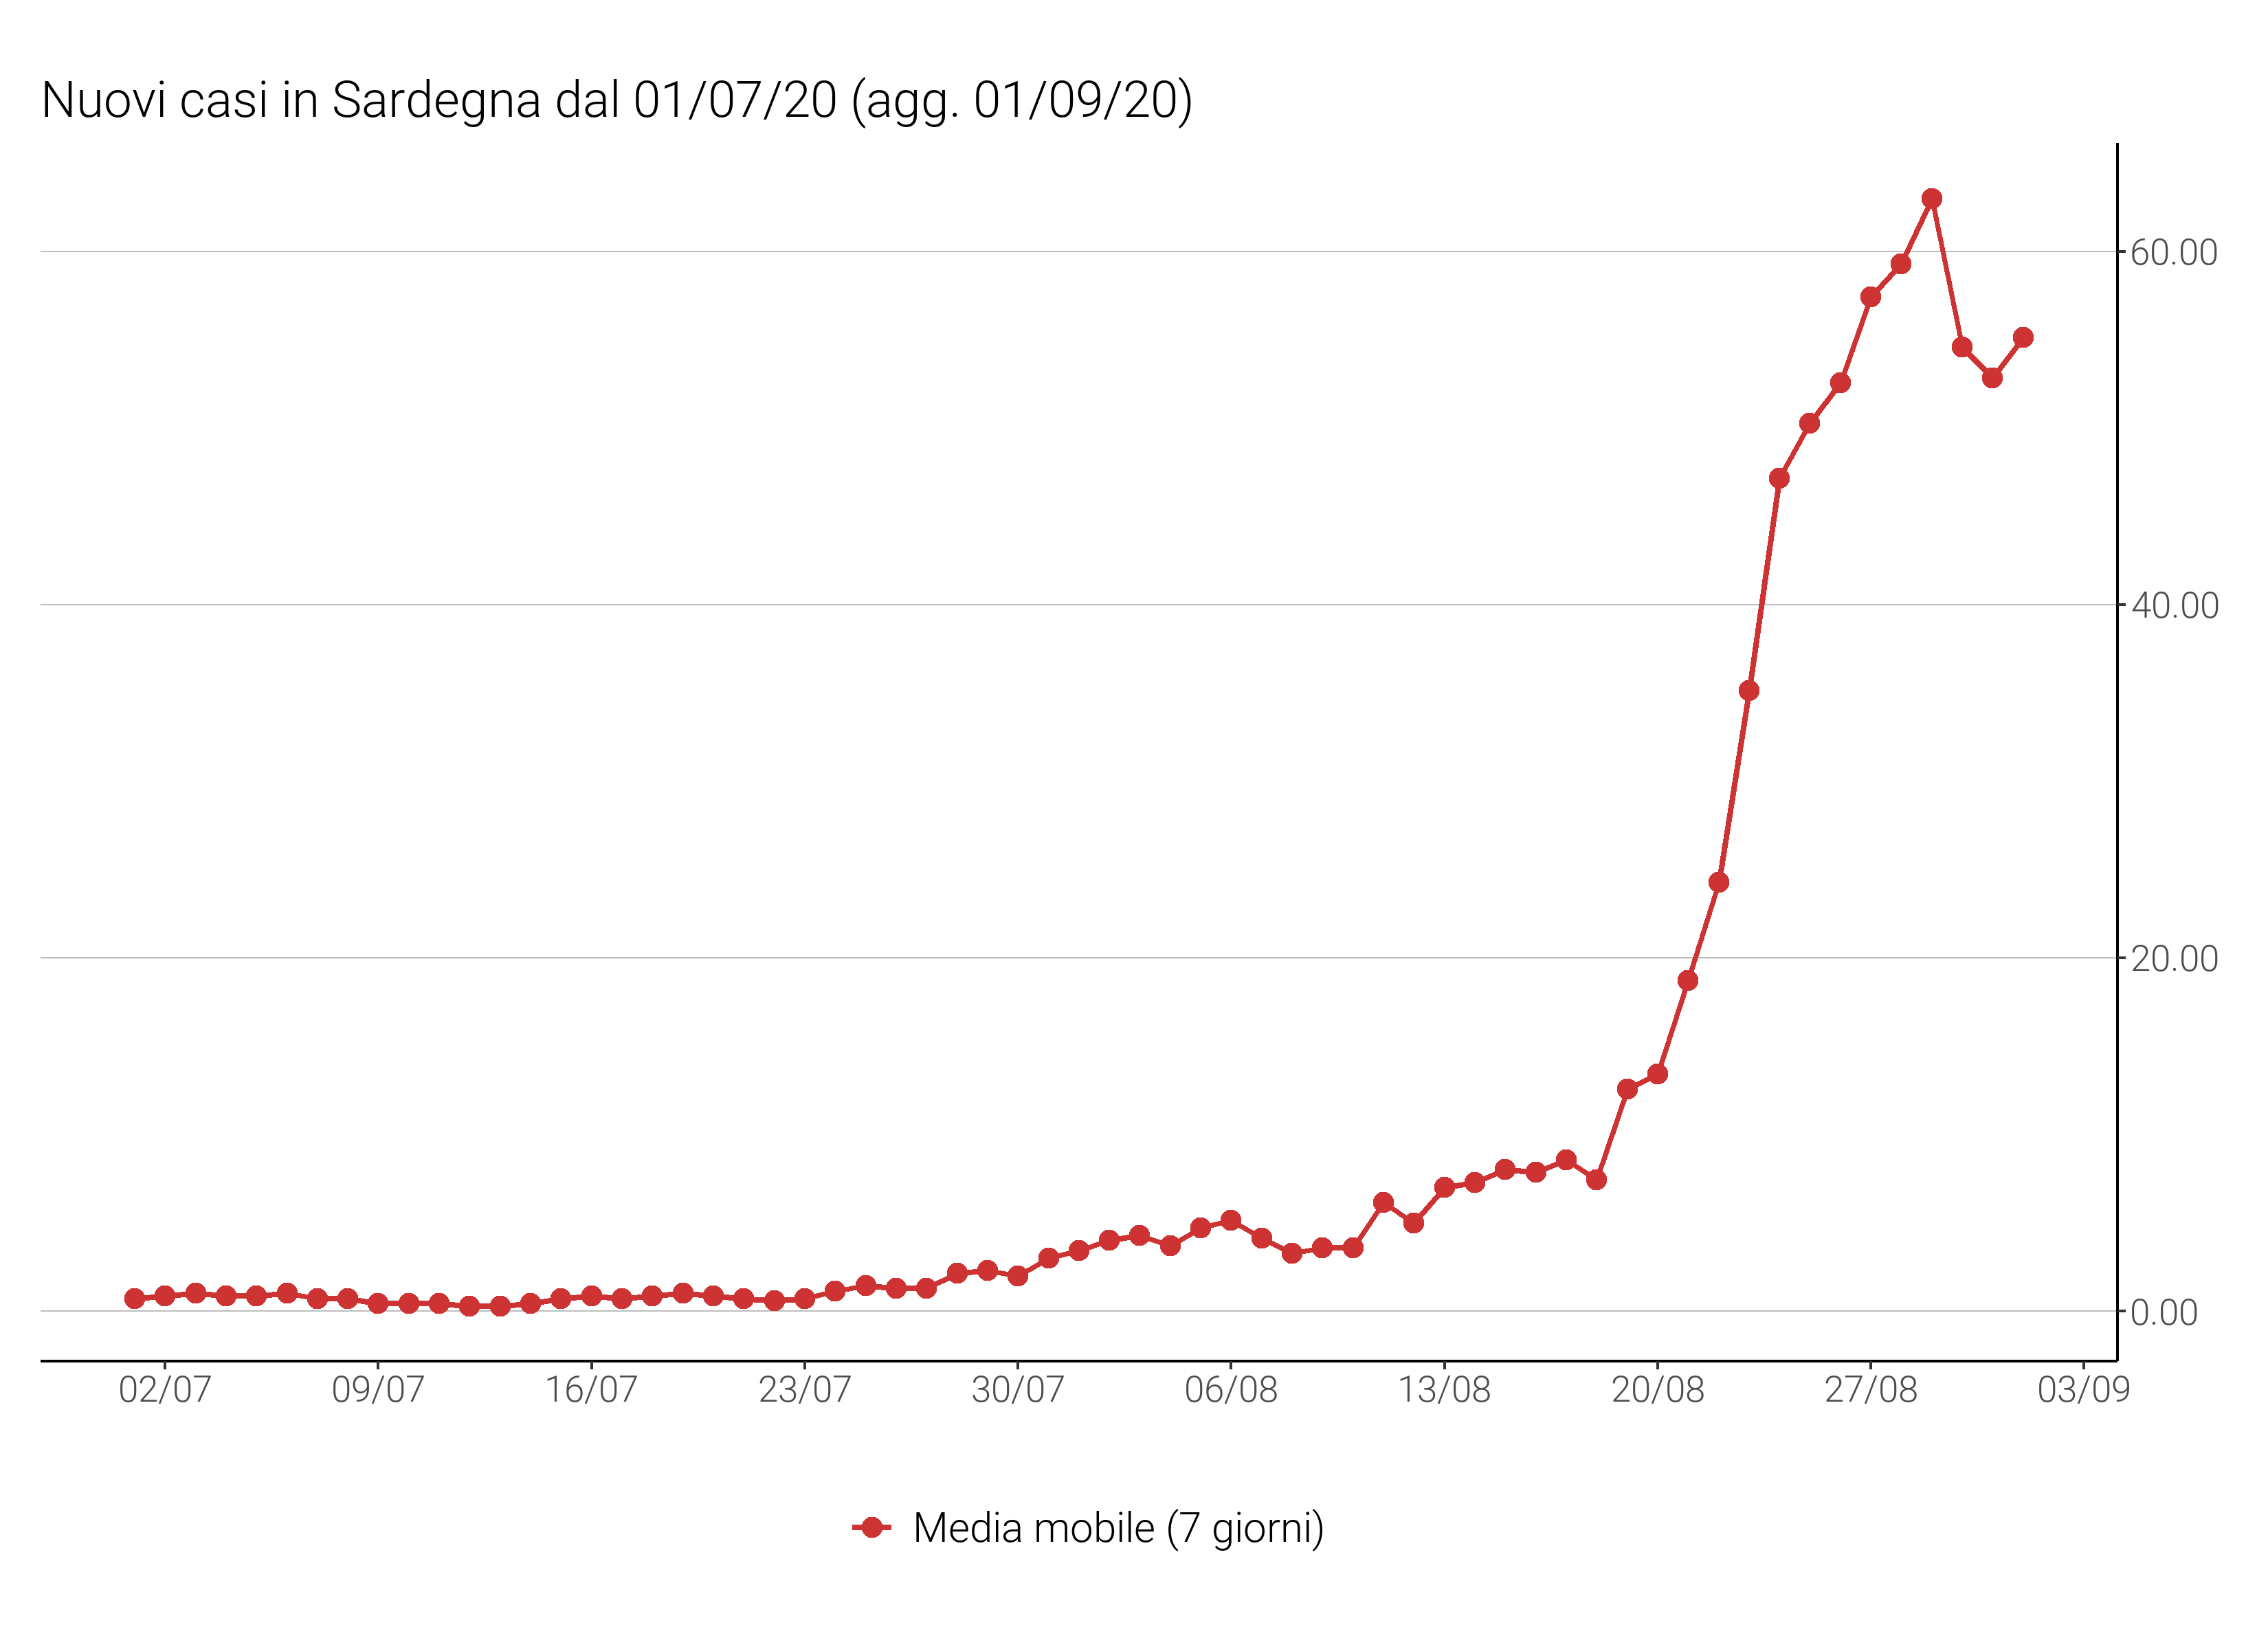 Nuovi casi in Sardegna dal 01/07/20 (agg. 01/09/20)
60.00
40.00
20.00
0.00
02/07 09/07 16/07 23/07 30/07 06/08 13/08 20/08 27/08 03/09
Media mobile (7 giorni)